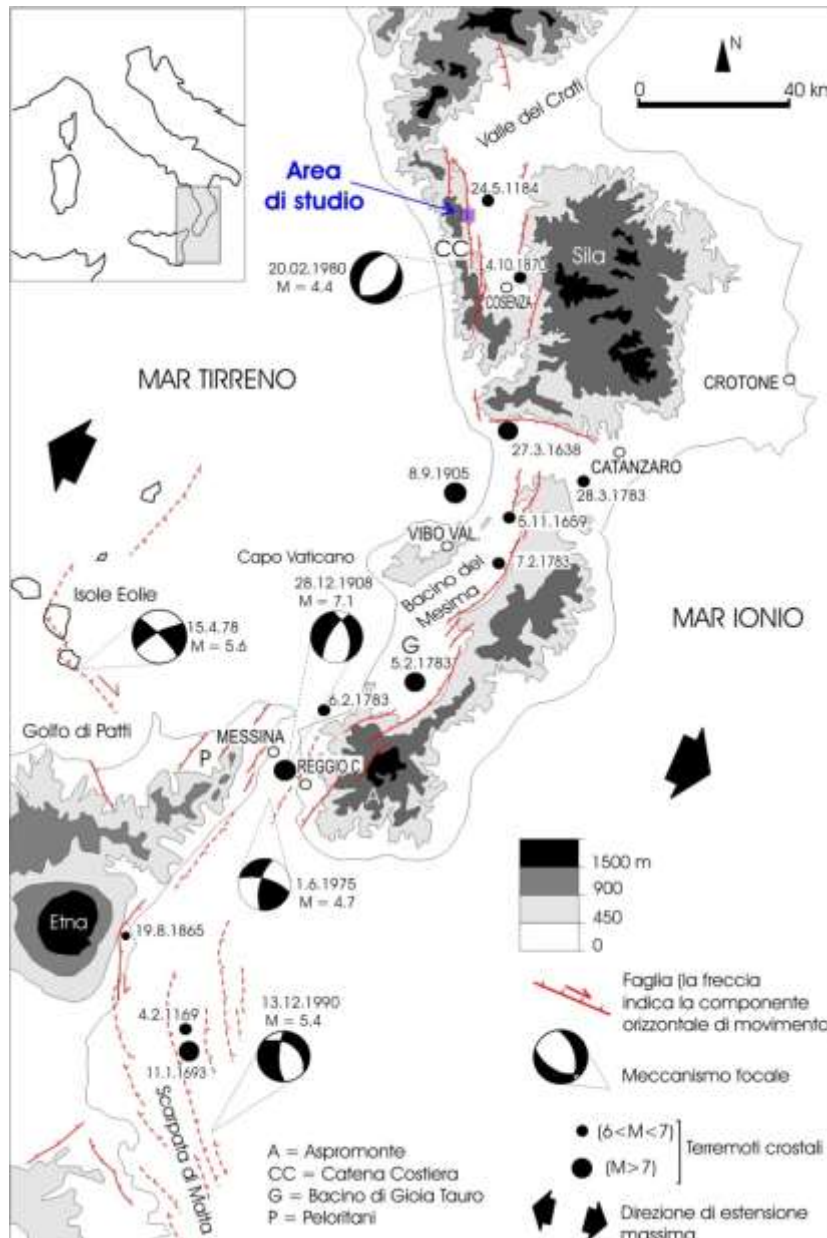 N
0 40 km
Valle del Crati
Area
di studio
24.5.1184
CC
Sila
20.02.1980
M = 4.4
4.10.1870
COSENZA
MAR TIRRENO
CROTONE
27.3.1638
CATANZARO
8.9.1905
28.3.1783
5.11.1659
VIBO VAL.
Capo Vaticano
7.2.1783
28.12.1908
M = 7.1
Bacino del
Mesima
Isole Eolie
15.4.78
M = 5.6
MAR IONIO
G
5.2.1783
6.2.1783
Golfo di Patti
MESSINA
P
REGGIO C.
A
1500 m
900
450
0
1.6.1975
M = 4.7
Etna
19.8.1865
13.12.1990
M = 5.4
4.2.1169
11.1.1693
Scarpata di Malta
Faglia (la freccia
indica la componente
orizzontale di movimento
Meccanismo focale
(6<M<7)
(M>7)
Terremoti crostali
Direzione di estensione
massima
A = Aspromonte
CC = Catena Costiera
G = Bacino di Gioia Tauro
P = Peloritani